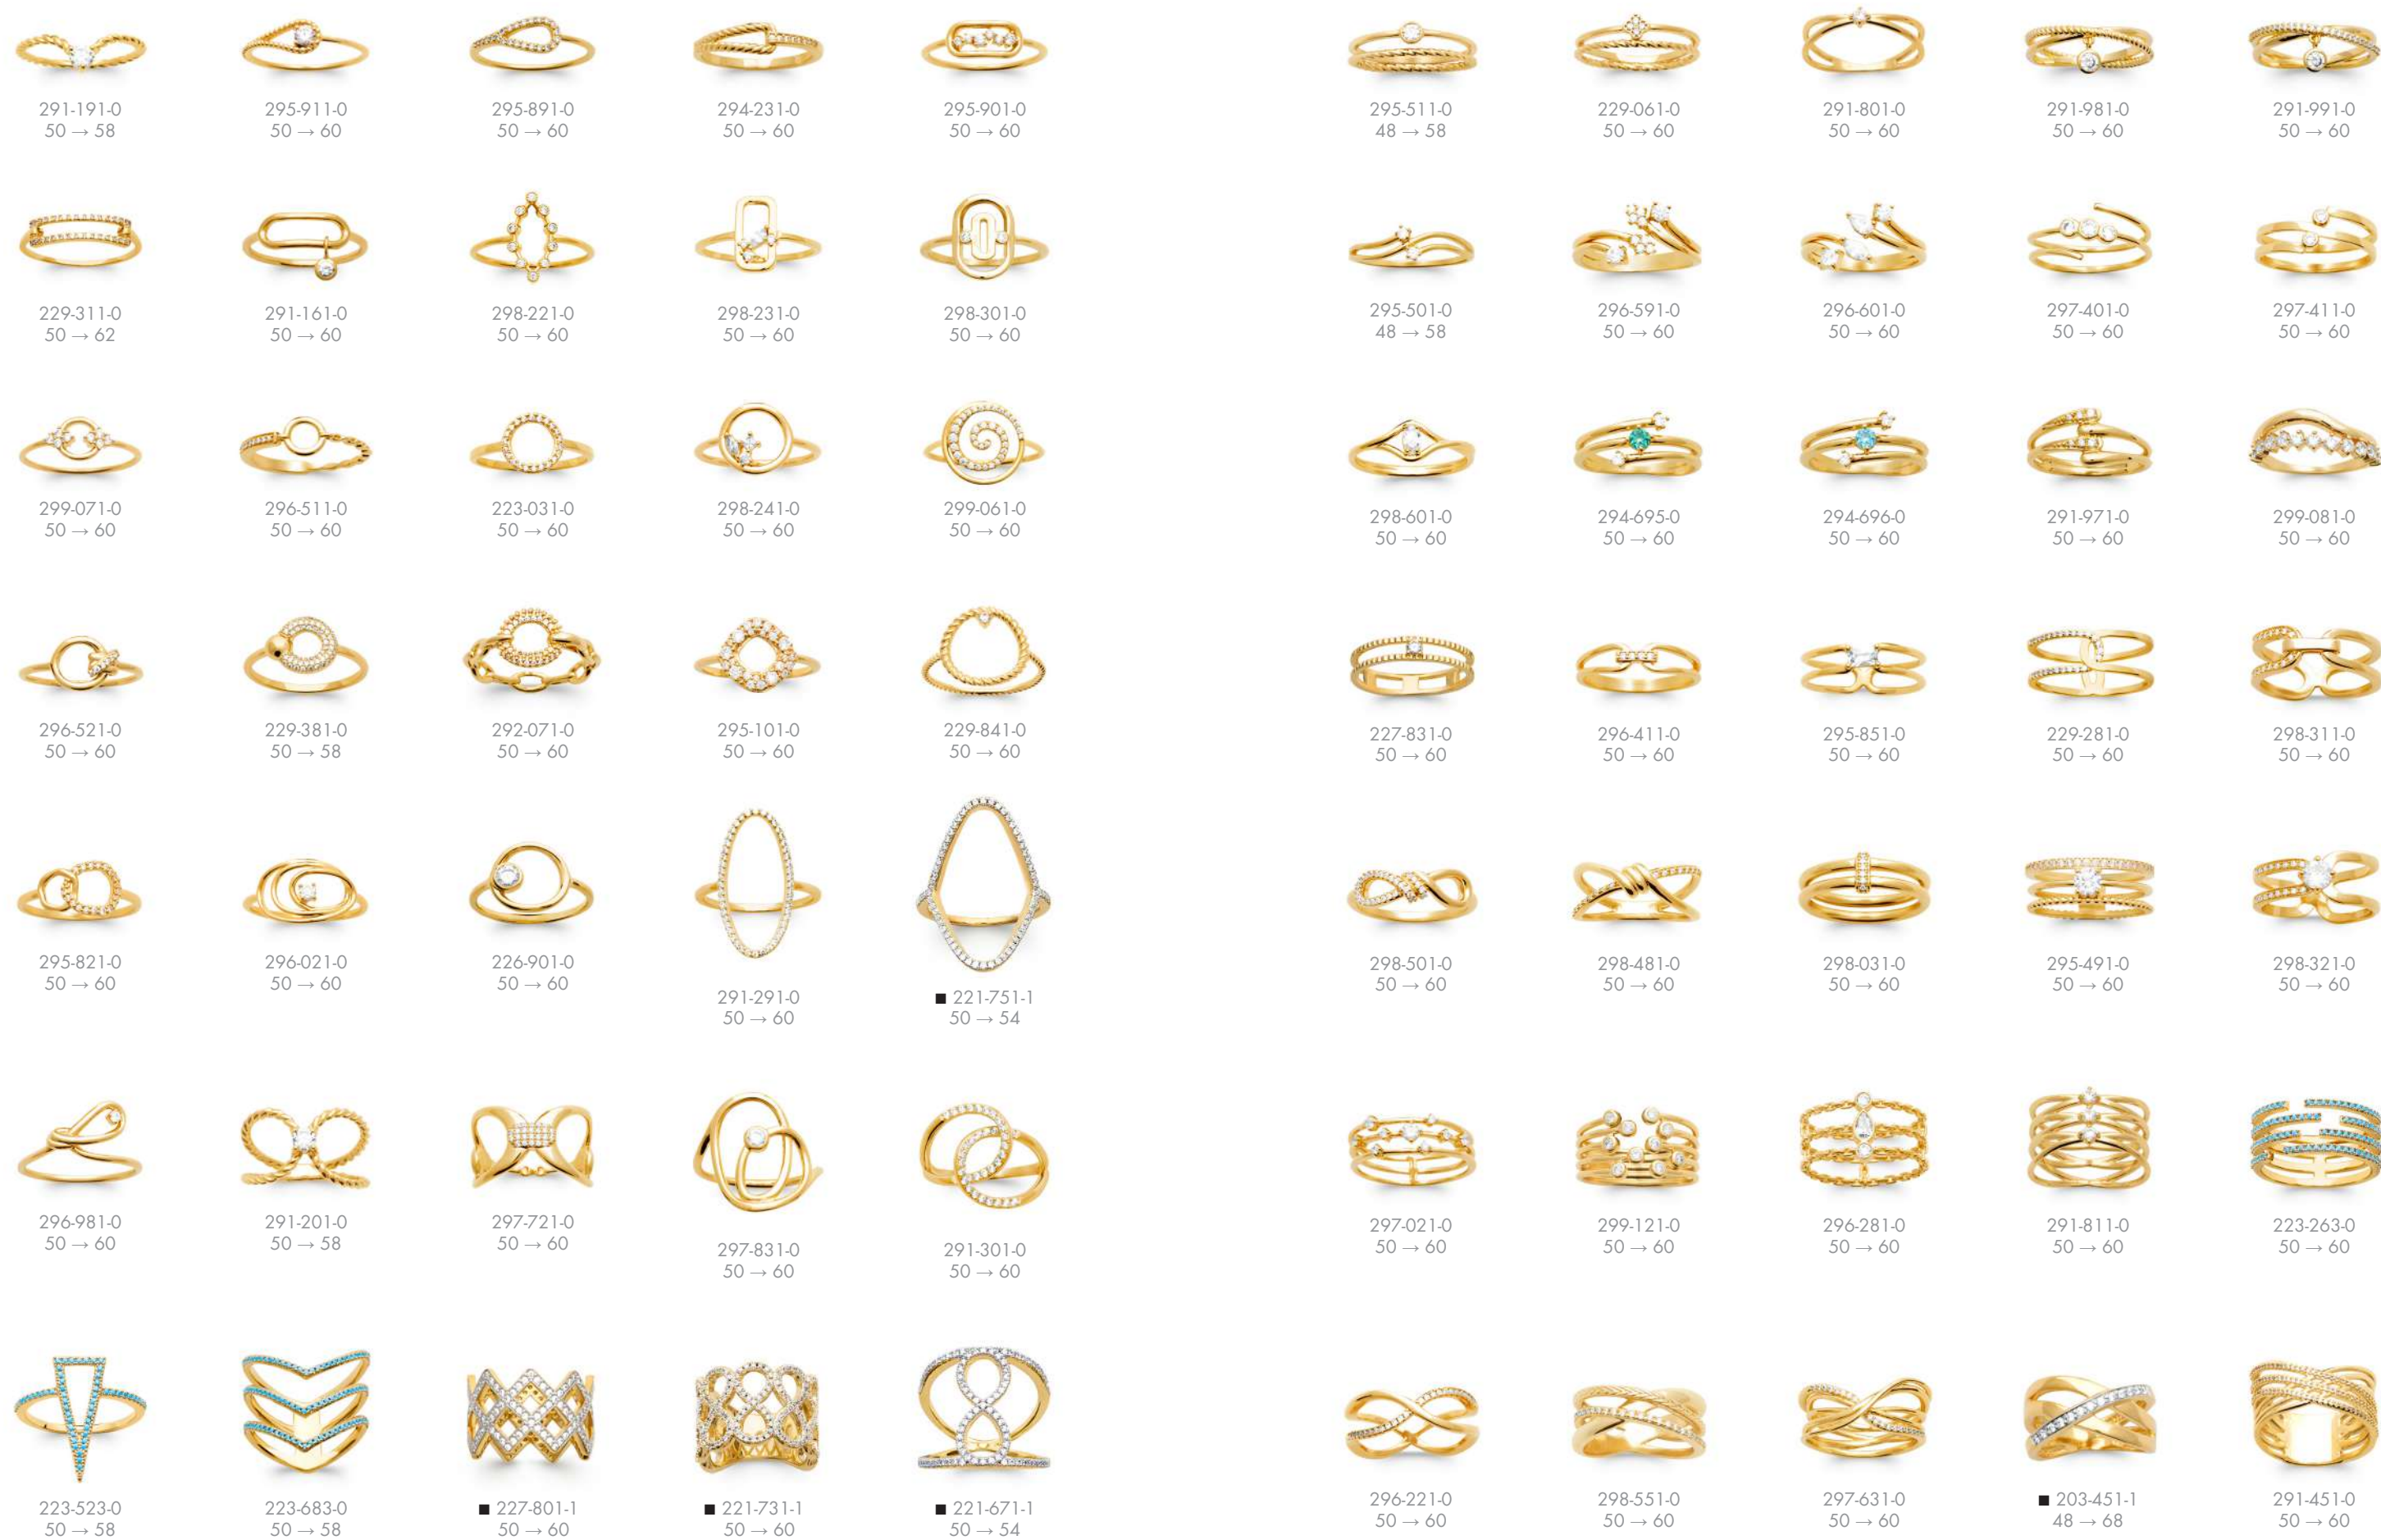 291-191-0
50 → 58
295-911-0
50 → 60
295-891-0
50 → 60
294-231-0
50 → 60
295-901-0
50 → 60
229-311-0
50 → 62
291-161-0
50 → 60
298-221-0
50 → 60
298-231-0
50 → 60
298-301-0
50 → 60
299-071-0
50 → 60
296-511-0
50 → 60
223-031-0
50 → 60
298-241-0
50 → 60
299-061-0
50 → 60
296-521-0
50 → 60
229-381-0
50 → 58
292-071-0
50 → 60
295-101-0
50 → 60
229-841-0
50 → 60
295-821-0
50 → 60
296-021-0
50 → 60
226-901-0
50 → 60
291-291-0
50 → 60
■ 221-751-1
50 → 54
296-981-0
50 → 60
291-201-0
50 → 58
297-721-0
50 → 60
297-831-0
50 → 60
291-301-0
50 → 60
223-523-0
50 → 58
223-683-0
50 → 58
■ 227-801-1
50 → 60
■ 221-731-1
50 → 60
■ 221-671-1
50 → 54
295-511-0
48 → 58
229-061-0
50 → 60
291-801-0
50 → 60
291-981-0
50 → 60
291-991-0
50 → 60
295-501-0
48 → 58
296-591-0
50 → 60
296-601-0
50 → 60
297-401-0
50 → 60
297-411-0
50 → 60
298-601-0
50 → 60
294-695-0
50 → 60
294-696-0
50 → 60
291-971-0
50 → 60
299-081-0
50 → 60
227-831-0
50 → 60
296-411-0
50 → 60
295-851-0
50 → 60
229-281-0
50 → 60
298-311-0
50 → 60
298-501-0
50 → 60
298-481-0
50 → 60
298-031-0
50 → 60
295-491-0
50 → 60
298-321-0
50 → 60
297-021-0
50 → 60
299-121-0
50 → 60
296-281-0
50 → 60
291-811-0
50 → 60
223-263-0
50 → 60
296-221-0
50 → 60
298-551-0
50 → 60
297-631-0
50 → 60
■ 203-451-1
48 → 68
291-451-0
50 → 60